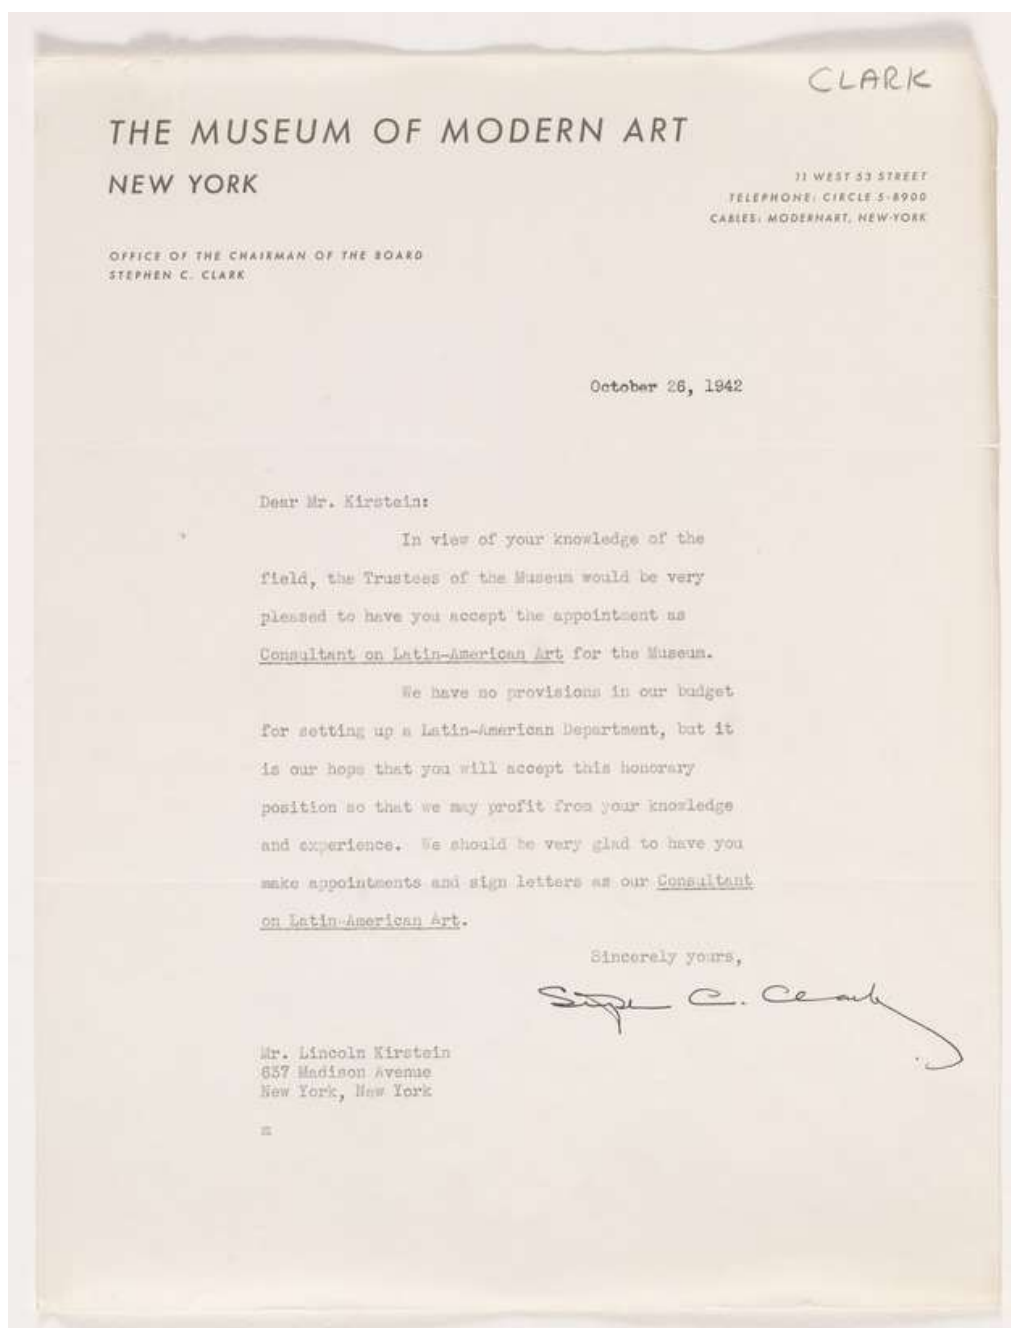 CLARK
THE MUSEUM OF MODERN ART
NEW YORK
11 WEST 53 STREET
TELEPHONE: CIRCLE 5-8900
CABLES: MODERNART, NEW-YORK
OFFICE OF THE CHAIRMAN OF THE BOARD
STEPHEN C. CLARK
October 26, 1942
Dear Mr. Kirstein:
In view of your knowledge of the
field, the Trustees of the Museum would be very
pleased to have you accept the appointment as
Consultant on Latin-American Art for the Museum.
We have no provisions in our budget
for setting up a Latin-American Department, but it
is our hope that you will accept this honorary
position so that we may profit from your knowledge
and experience. We should be very glad to have you
make appointments and sign letters as our Consultant
on Latin-American Art.
Sincerely yours,
Stephen C. Clark
Mr. Lincoln Kirstein
637 Madison Avenue
New York, New York
m